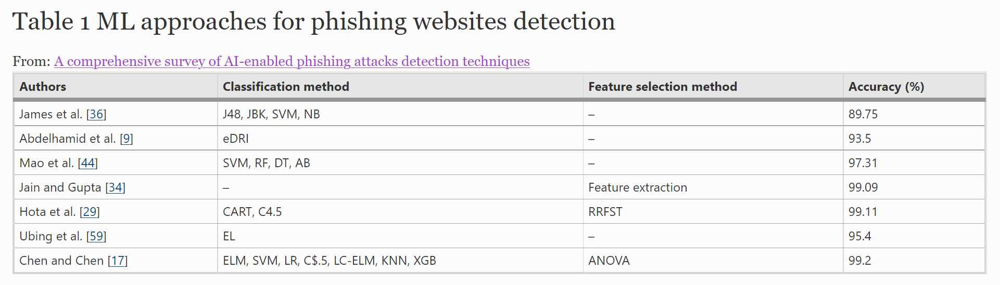 Table 1 ML approaches for phishing websites detection
From: A comprehensive survey of AI-enabled phishing attacks detection techniques
Authors Classification method Feature selection method Accuracy (%)
James et al. [36] J48, JBK, SVM, NB – 89.75
Abdelhamid et al. [9] eDRI – 93.5
Mao et al. [44] SVM, RF, DT, AB – 97.31
Jain and Gupta [34] – Feature extraction 99.09
Hota et al. [29] CART, C4.5 RRFST 99.11
Ubing et al. [59] EL – 95.4
Chen and Chen [17] ELM, SVM, LR, C$.5, LC-ELM, KNN, XGB ANOVA 99.2